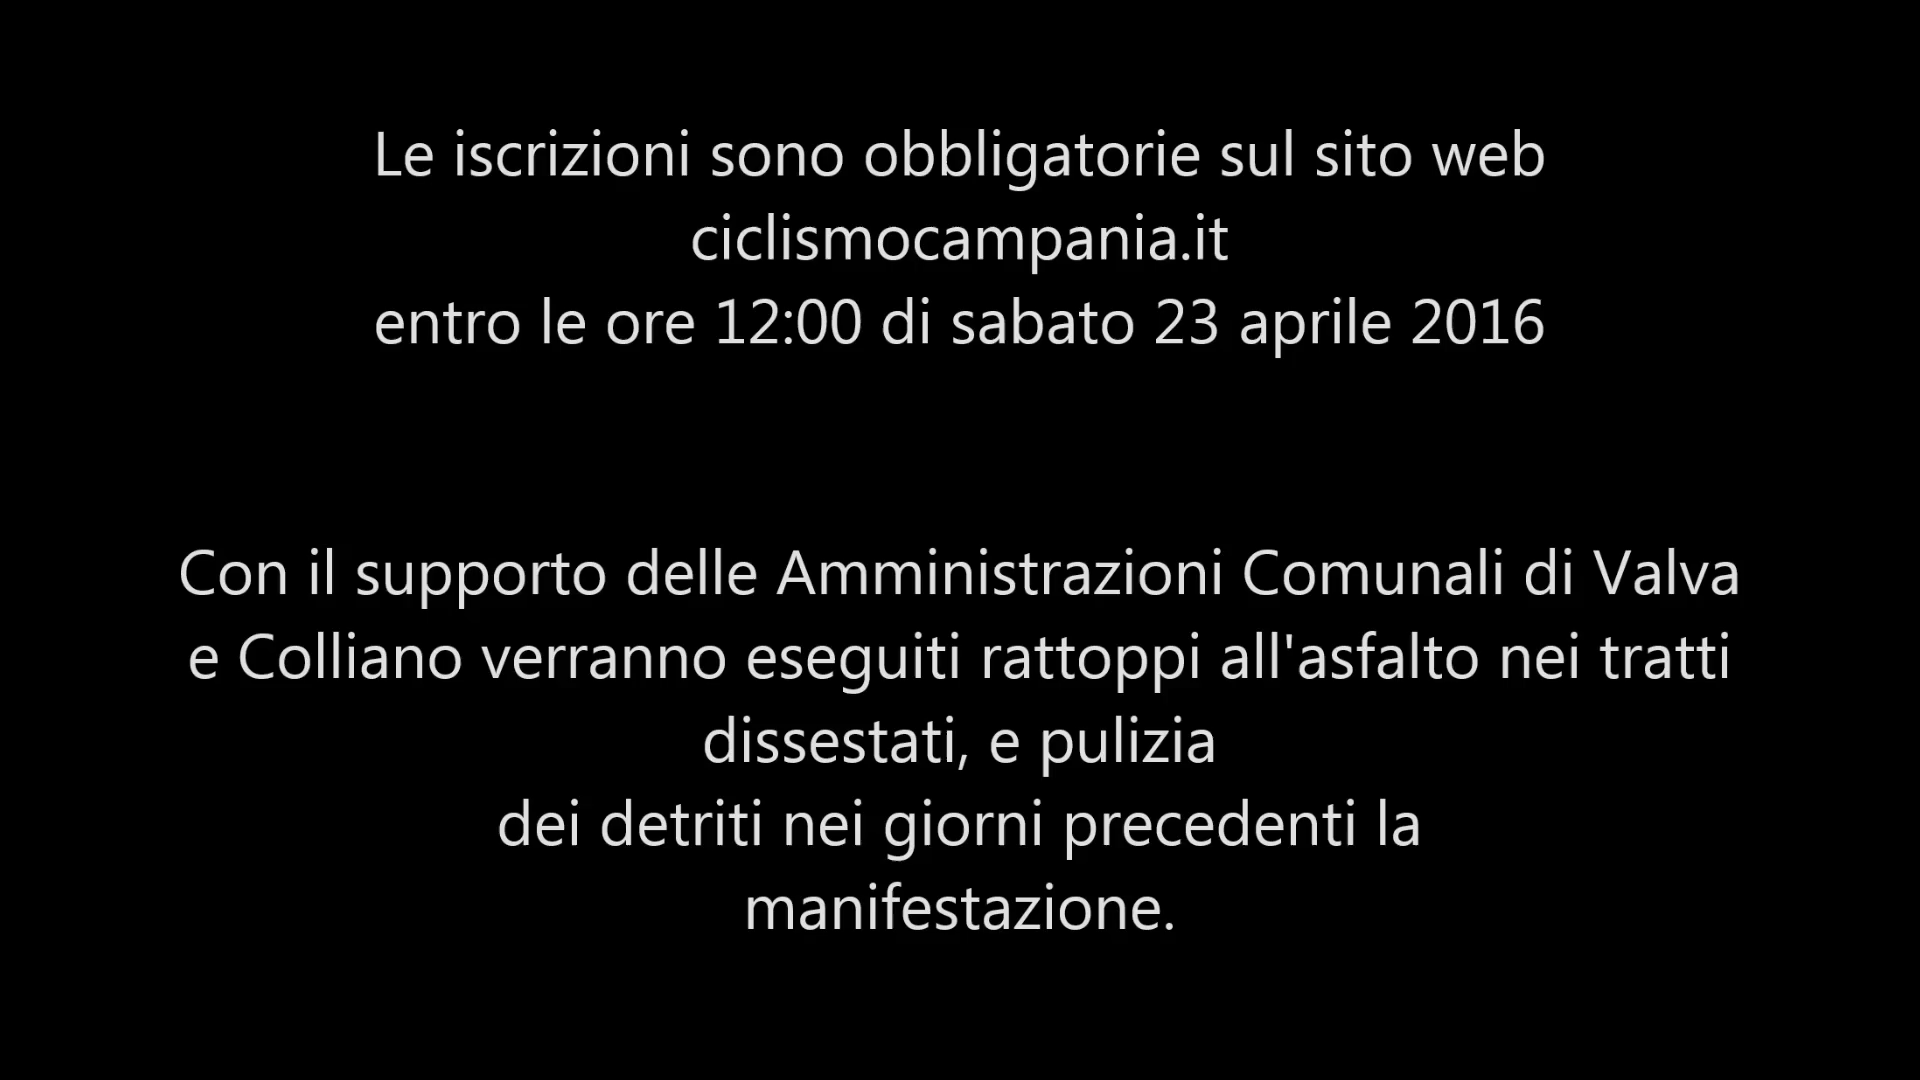 Le iscrizioni sono obbligatorie sul sito web
ciclismocampania.it
entro le ore 12:00 di sabato 23 aprile 2016
Con il supporto delle Amministrazioni Comunali di Valva
e Colliano verranno eseguiti rattoppi all'asfalto nei tratti
dissestati, e pulizia
dei detriti nei giorni precedenti la
manifestazione.